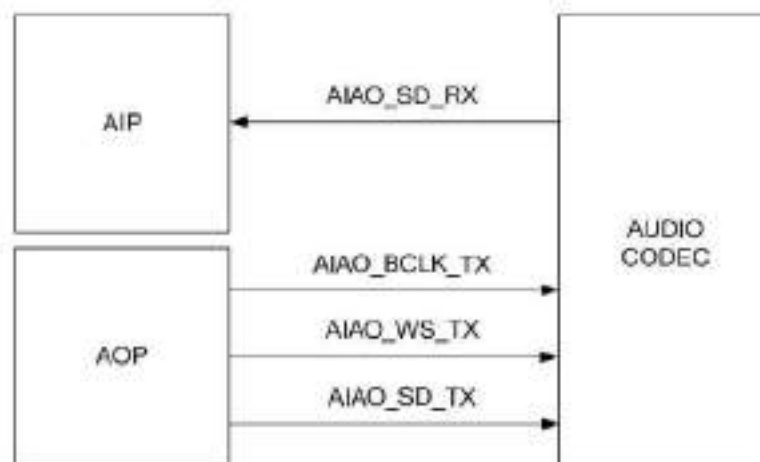 AIP
AIAO_SD_RX
AUDIO
CODEC
AOP
AIAO_BCLK_TX
AIAO_WS_TX
AIAO_SD_TX